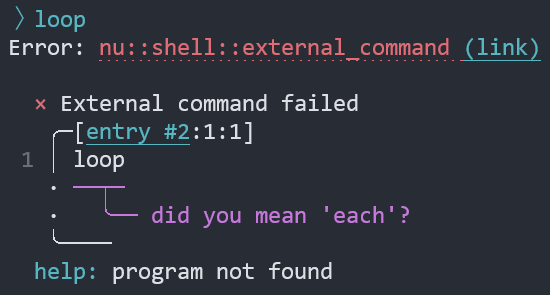 〉loop
Error: nu::shell::external_command (link)
× External command failed
╭─[entry #2:1:1]
1 │ loop
· ──┬─
· ╰── did you mean 'each'?
╰────
help: program not found